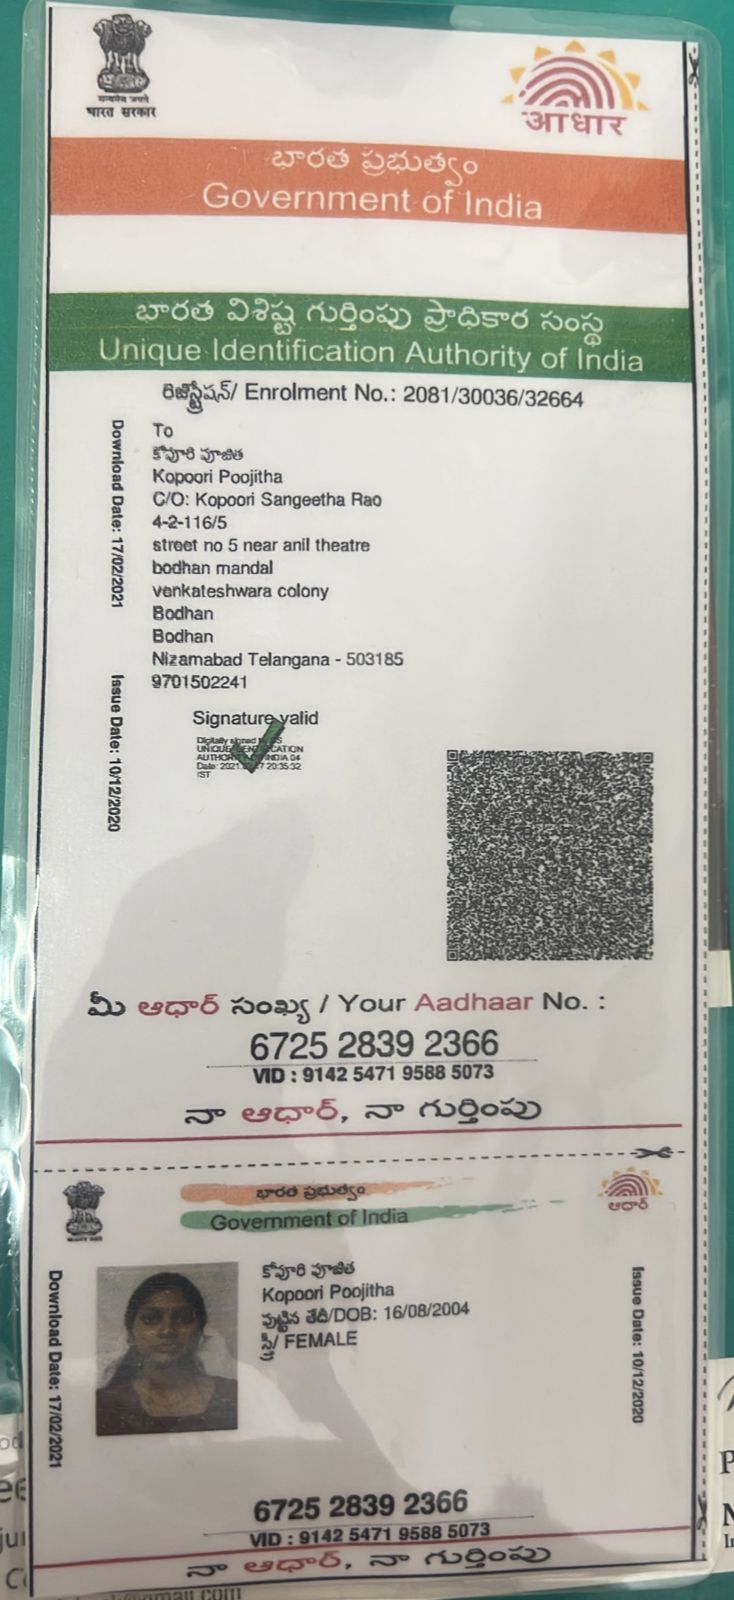 सत्यमेव जयते
भारत सरकार
आधार
భారత ప్రభుత్వం
Government of India
భారత విశిష్ట గుర్తింపు ప్రాధికార సంస్థ
Unique Identification Authority of India
రిజిస్ట్రేషన్/ Enrolment No.: 2081/30036/32664
Download Date: 17/02/2021
Issue Date: 10/12/2020
To
కోపూరి పూజిత
Kopoori Poojitha
C/O: Kopoori Sangeetha Rao
4-2-116/5
street no 5 near anil theatre
bodhan mandal
venkateshwara colony
Bodhan
Bodhan
Nizamabad Telangana - 503185
9701502241
Signature valid
Digitally signed
UNIQUE
AUTHORITY OF INDIA 04
Date: 2021 20:35:32
IST
మీ ఆధార్ సంఖ్య / Your Aadhaar No. :
6725 2839 2366
VID : 9142 5471 9588 5073
నా ఆధార్, నా గుర్తింపు
భారత ప్రభుత్వం
Government of India
ఆధార్
Download Date: 17/02/2021
కోపూరి పూజిత
Kopoori Poojitha
పుట్టిన తేదీ/DOB: 16/08/2004
స్త్రీ/ FEMALE
Issue Date: 10/12/2020
6725 2839 2366
VID : 9142 5471 9588 5073
నా ఆధార్, నా గుర్తింపు